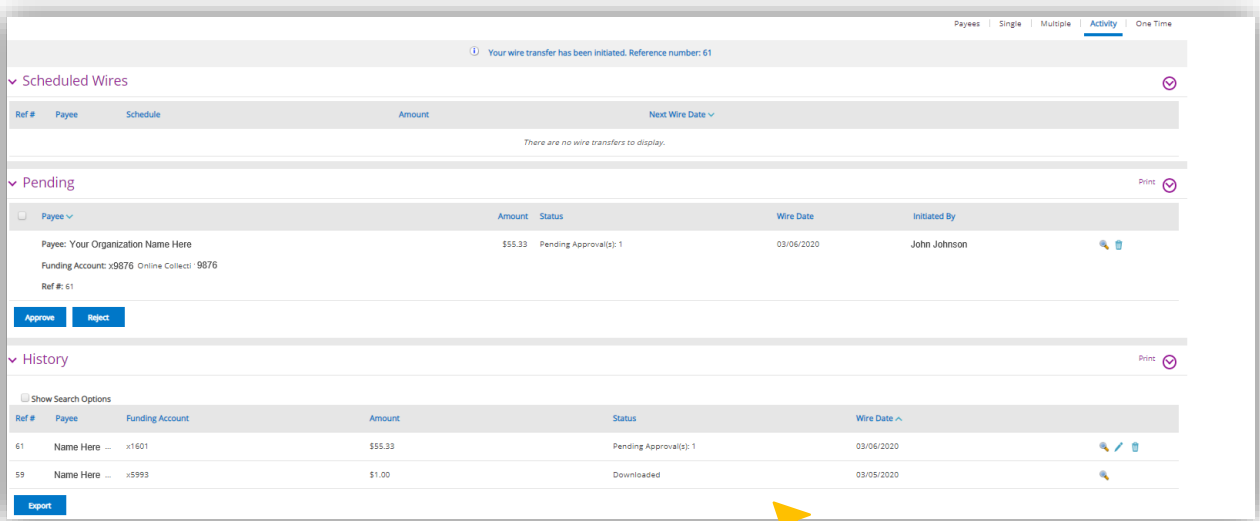 Payees Single Multiple Activity One Time
Your wire transfer has been initiated. Reference number: 61
Scheduled Wires
Ref # Payee Schedule Amount Next Wire Date
There are no wire transfers to display.
Pending Print
Payee Amount Status Wire Date Initiated By
Payee: Your Organization Name Here $55.33 Pending Approval(s): 1 03/06/2020 John Johnson
Funding Account: x9876 Online Collecti 9876
Ref #: 61
Approve Reject
History Print
Show Search Options
Ref # Payee Funding Account Amount Status Wire Date
61 Name Here ... x1601 $55.33 Pending Approval(s): 1 03/06/2020
59 Name Here ... x5993 $1.00 Downloaded 03/05/2020
Export